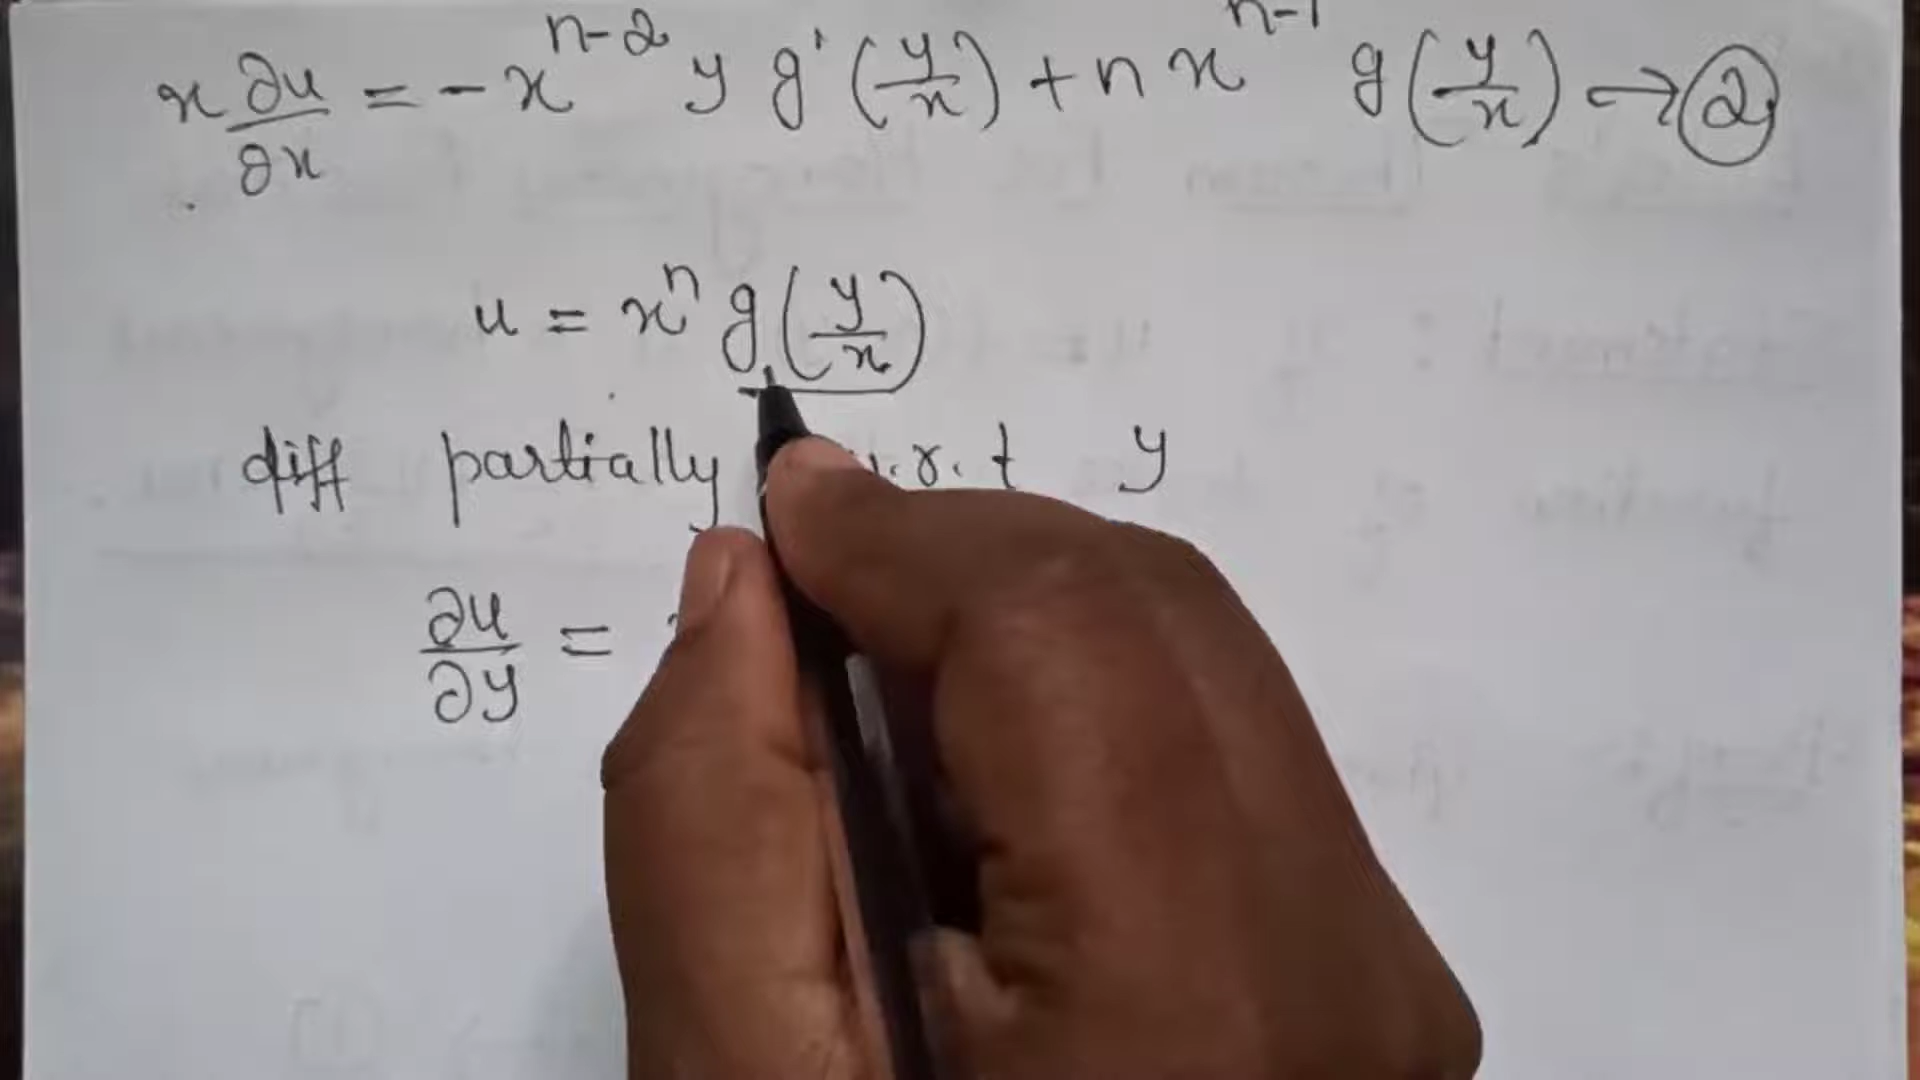 x ∂u/∂x = - x^{n-2} y g' (y/x) + n x^{n-1} g (y/x) → ②
u = x^n g (y/x)
diff partially w.r.t y
∂u/∂y =